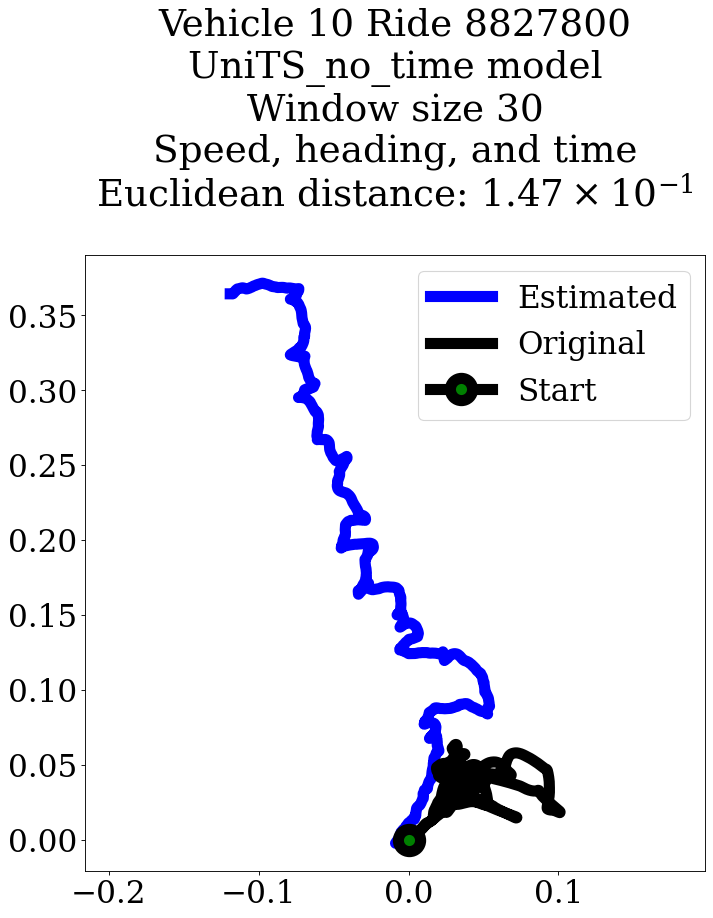 Vehicle 10 Ride 8827800
UniTS_no_time model
Window size 30
Speed, heading, and time
Euclidean distance: 1.47 × 10⁻¹
Estimated
Original
Start
0.35
0.30
0.25
0.20
0.15
0.10
0.05
0.00
−0.2 −0.1 0.0 0.1